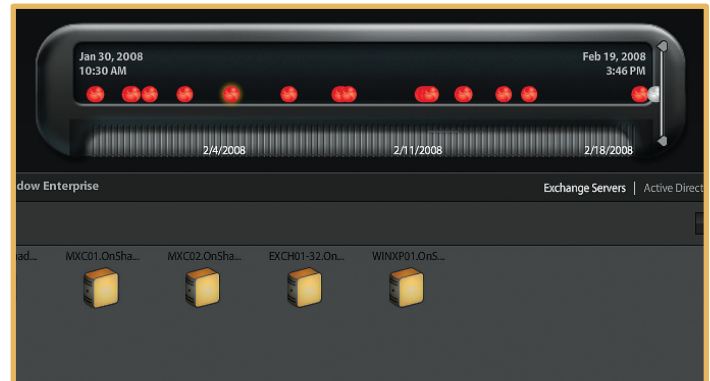 Jan 30, 2008
10:30 AM
Feb 19, 2008
3:46 PM
2/4/2008
2/11/2008
2/18/2008
dow Enterprise
Exchange Servers | Active Direct
ad...
MXC01.OnSha...
MXC02.OnSha...
EXCH01-32.On...
WINXP01.OnS...